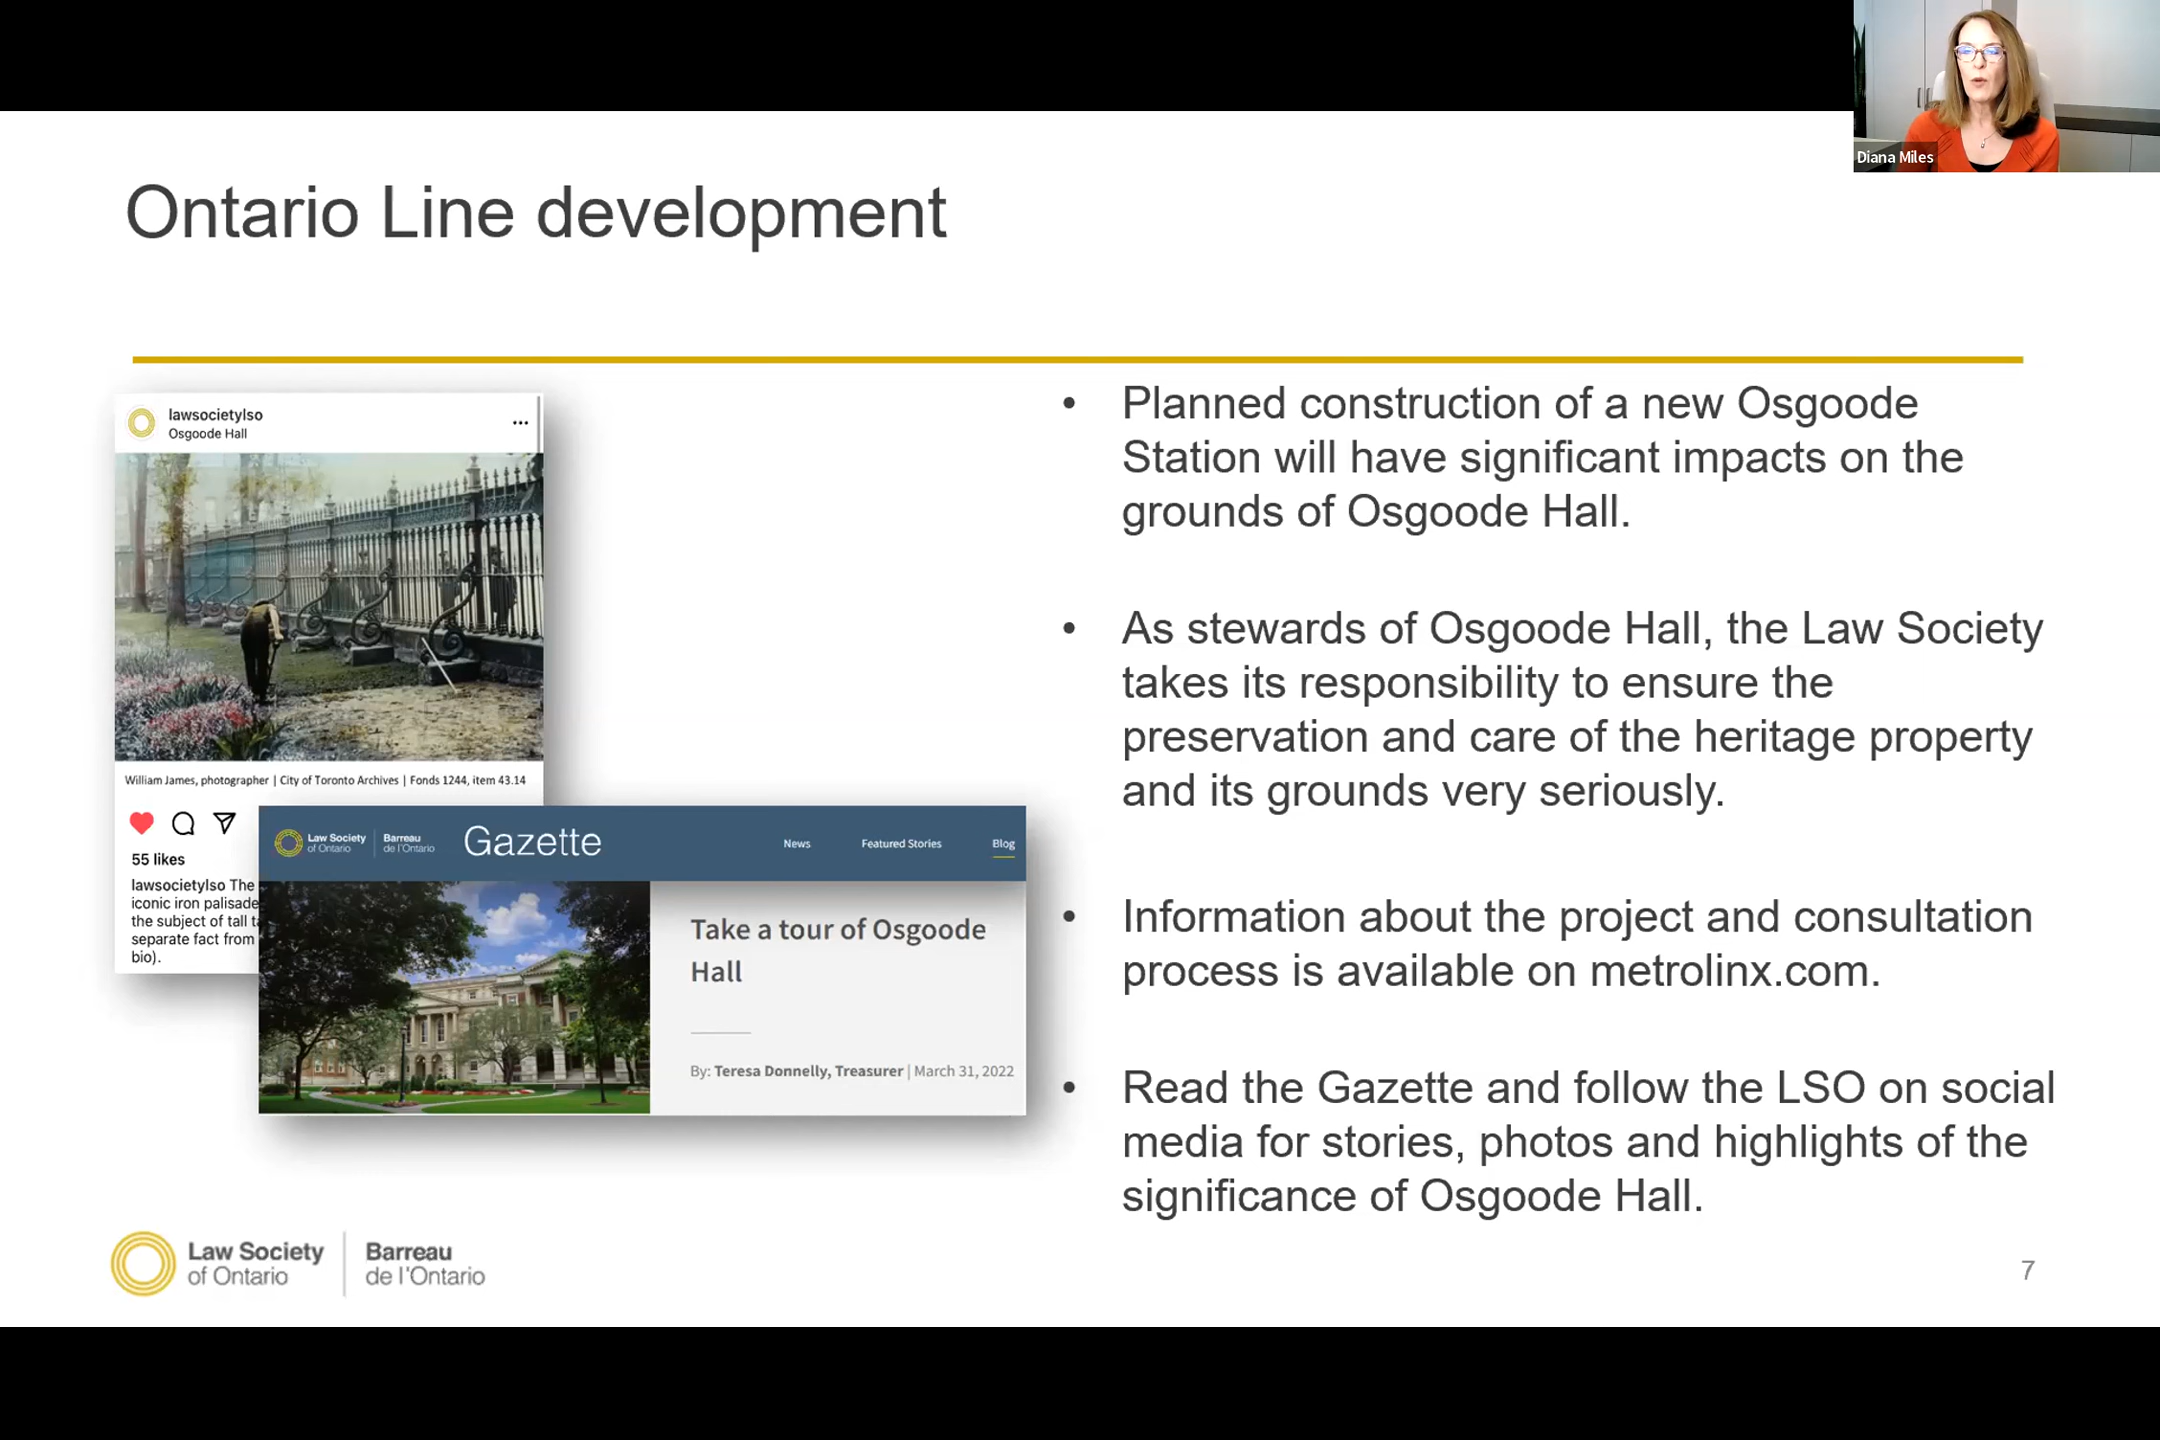 Diana Miles
Ontario Line development
lawsocietylso
Osgoode Hall
William James, photographer | City of Toronto Archives | Fonds 1244, item 43.14
55 likes
lawsocietylso The
iconic iron palisade
the subject of tall t
separate fact from
bio).
Law Society
of Ontario
Barreau
de l'Ontario
Gazette
News
Featured Stories
Blog
Take a tour of Osgoode
Hall
By: Teresa Donnelly, Treasurer | March 31, 2022
• Planned construction of a new Osgoode
Station will have significant impacts on the
grounds of Osgoode Hall.
• As stewards of Osgoode Hall, the Law Society
takes its responsibility to ensure the
preservation and care of the heritage property
and its grounds very seriously.
• Information about the project and consultation
process is available on metrolinx.com.
• Read the Gazette and follow the LSO on social
media for stories, photos and highlights of the
significance of Osgoode Hall.
Law Society
of Ontario
Barreau
de l'Ontario
7